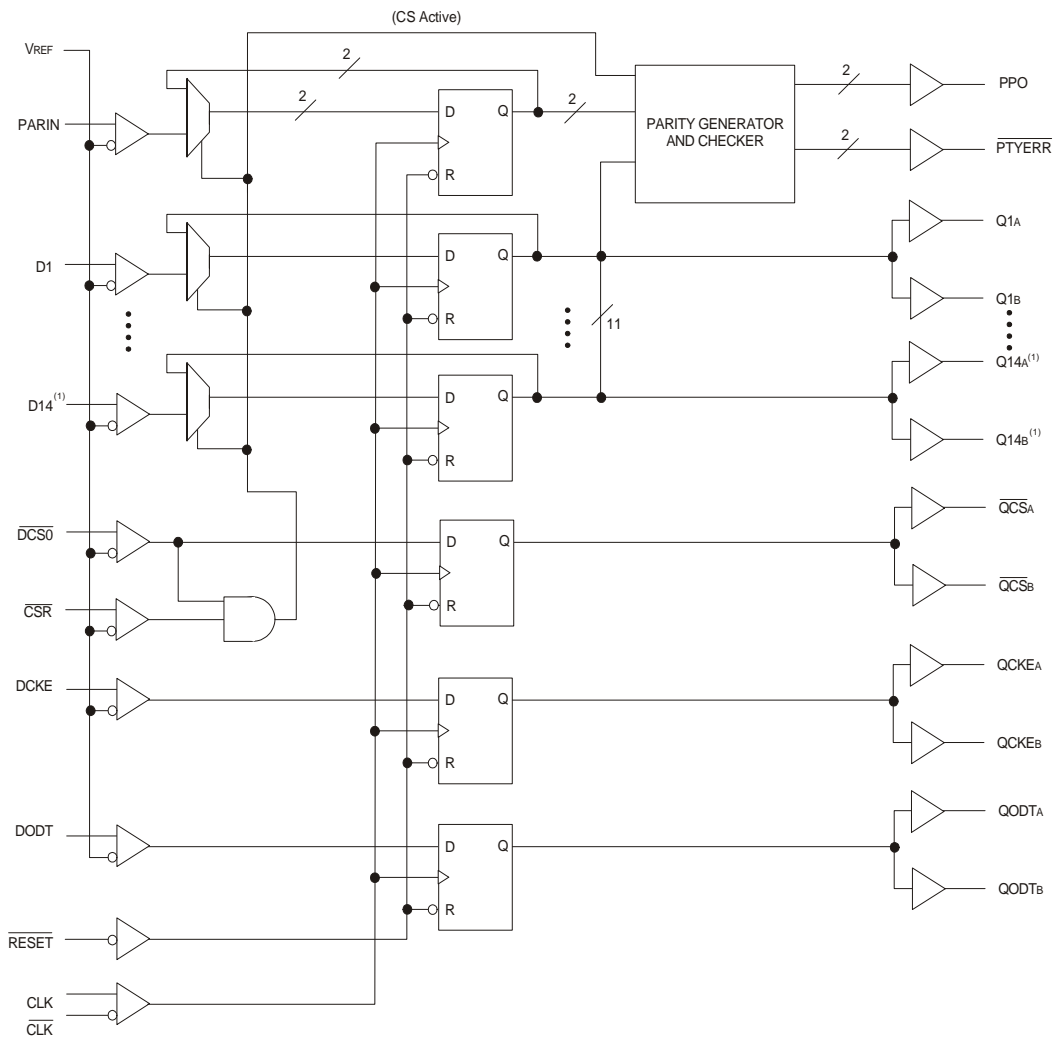 (CS Active)
VREF
2
2
2
2
PPO
D Q
PARIN
PARITY GENERATOR
AND CHECKER
2
PTYERR
R
Q1A
D Q
D1
Q1B
R
11
Q14A(1)
D Q
D14(1)
Q14B(1)
R
QCSA
DCS0
D Q
QCSB
CSR
R
QCKEA
DCKE
D Q
QCKEB
R
QODTA
DODT
D Q
QODTB
R
RESET
CLK
CLK